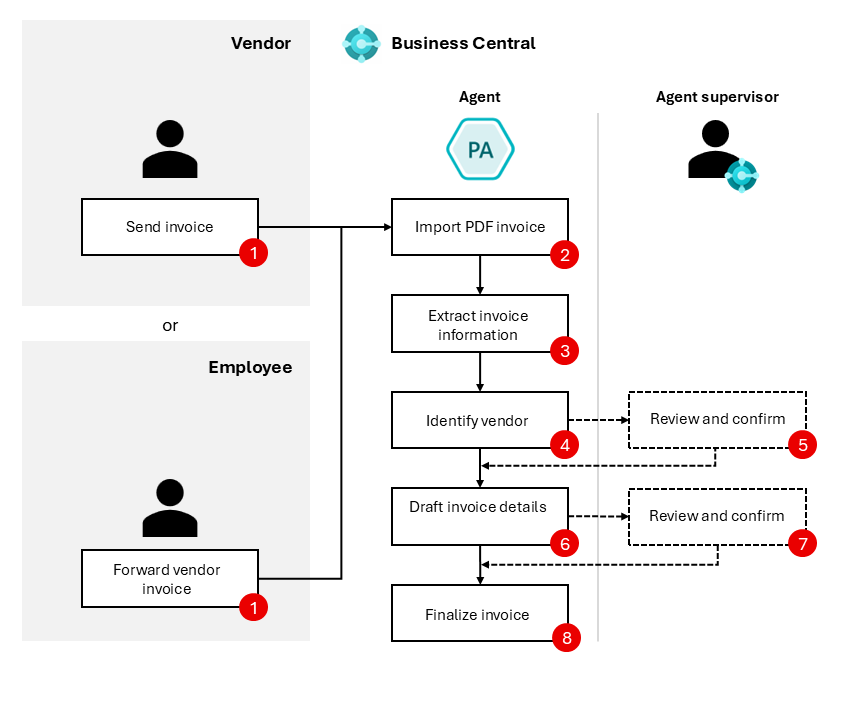 Vendor
Business Central
Agent
Agent supervisor
PA
Send invoice
1
Import PDF invoice
2
or
Extract invoice
information
3
Employee
Identify vendor
4
Review and confirm
5
Draft invoice details
6
Review and confirm
7
Forward vendor
invoice
1
Finalize invoice
8